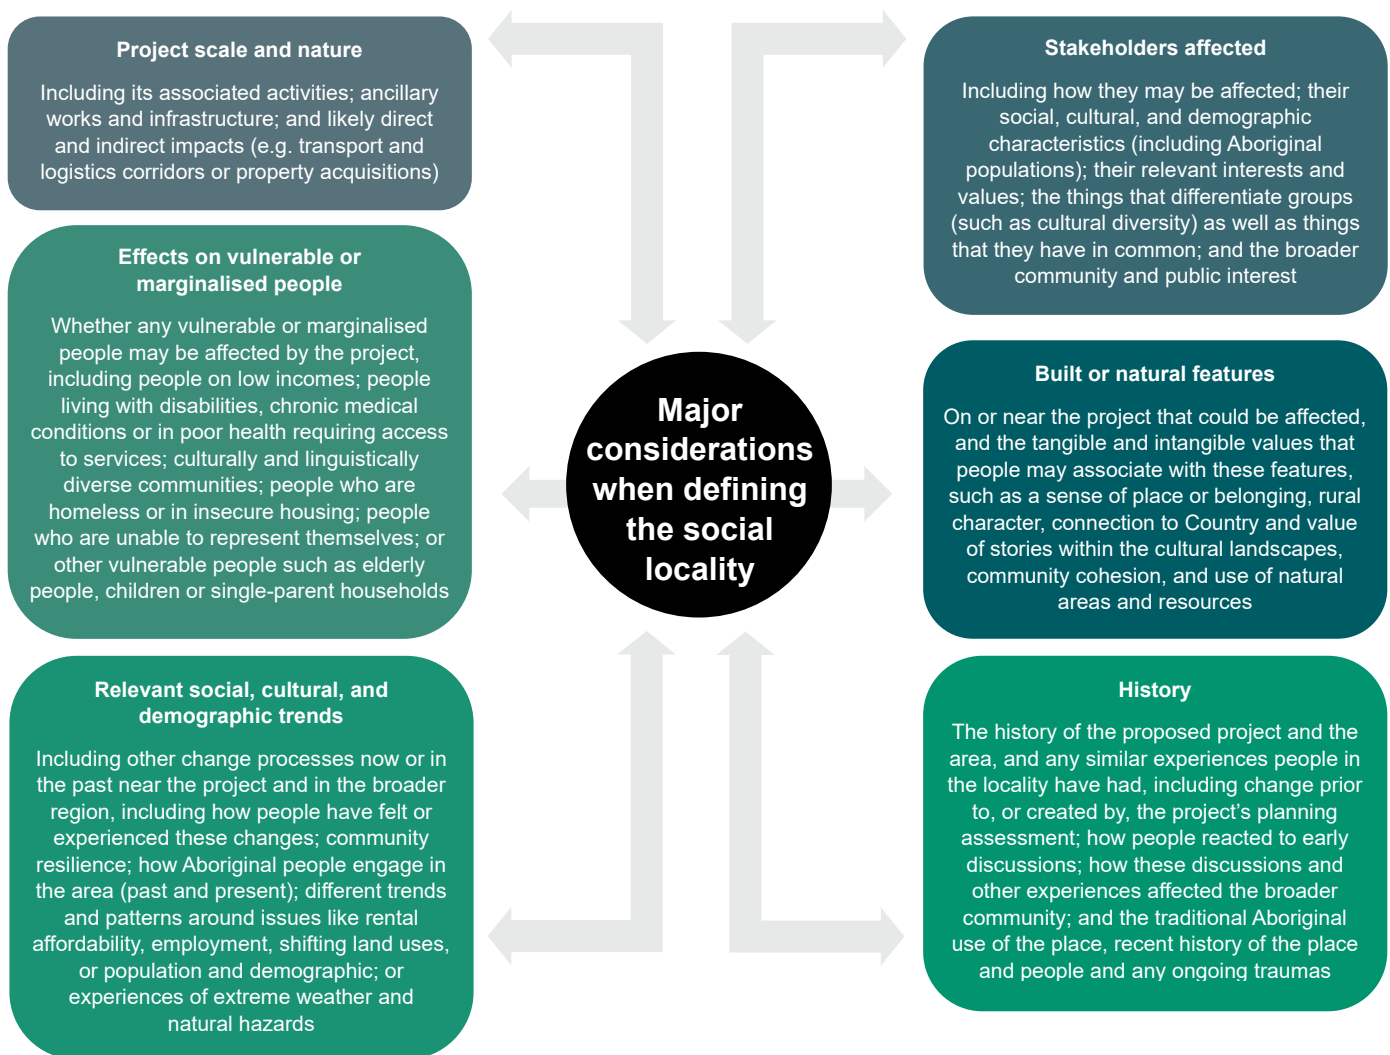 Project scale and nature
Including its associated activities; ancillary
works and infrastructure; and likely direct
and indirect impacts (e.g. transport and
logistics corridors or property acquisitions)
Effects on vulnerable or
marginalised people
Whether any vulnerable or marginalised
people may be affected by the project,
including people on low incomes; people
living with disabilities, chronic medical
conditions or in poor health requiring access
to services; culturally and linguistically
diverse communities; people who are
homeless or in insecure housing; people
who are unable to represent themselves; or
other vulnerable people such as elderly
people, children or single-parent households
Relevant social, cultural, and
demographic trends
Including other change processes now or in
the past near the project and in the broader
region, including how people have felt or
experienced these changes; community
resilience; how Aboriginal people engage in
the area (past and present); different trends
and patterns around issues like rental
affordability, employment, shifting land uses,
or population and demographic; or
experiences of extreme weather and
natural hazards
Major
considerations
when defining
the social
locality
Stakeholders affected
Including how they may be affected; their
social, cultural, and demographic
characteristics (including Aboriginal
populations); their relevant interests and
values; the things that differentiate groups
(such as cultural diversity) as well as things
that they have in common; and the broader
community and public interest
Built or natural features
On or near the project that could be affected,
and the tangible and intangible values that
people may associate with these features,
such as a sense of place or belonging, rural
character, connection to Country and value
of stories within the cultural landscapes,
community cohesion, and use of natural
areas and resources
History
The history of the proposed project and the
area, and any similar experiences people in
the locality have had, including change prior
to, or created by, the project’s planning
assessment; how people reacted to early
discussions; how these discussions and
other experiences affected the broader
community; and the traditional Aboriginal
use of the place, recent history of the place
and people and any ongoing traumas